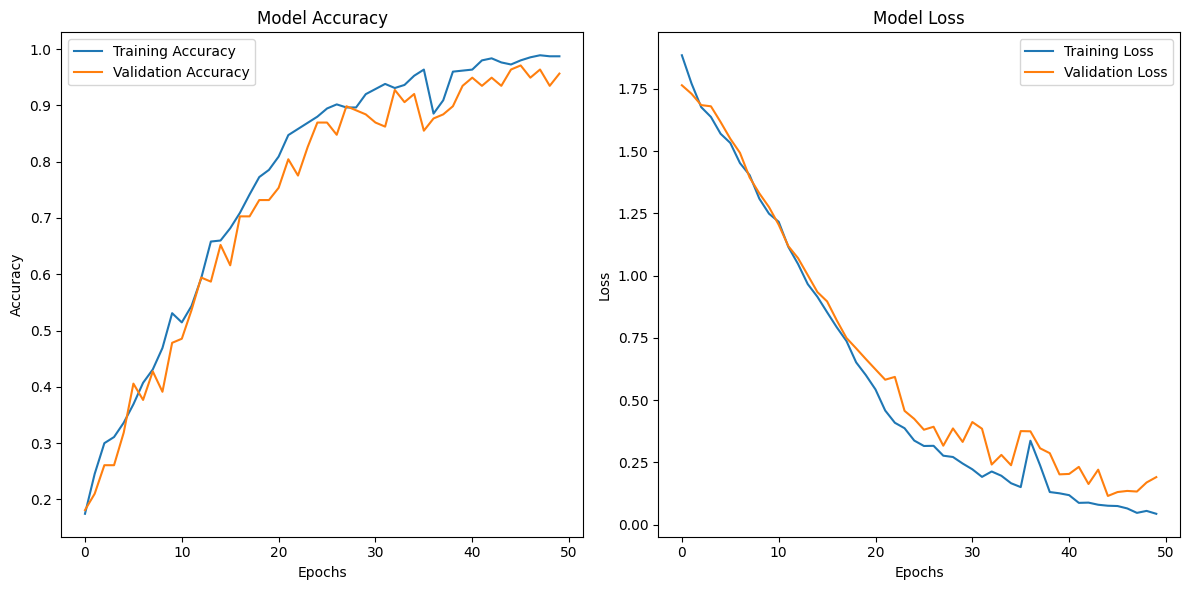 Model Accuracy
Training Accuracy
Validation Accuracy
Accuracy
1.0
0.9
0.8
0.7
0.6
0.5
0.4
0.3
0.2
0
10
20
30
40
50
Epochs
Model Loss
Training Loss
Validation Loss
Loss
1.75
1.50
1.25
1.00
0.75
0.50
0.25
0.00
0
10
20
30
40
50
Epochs